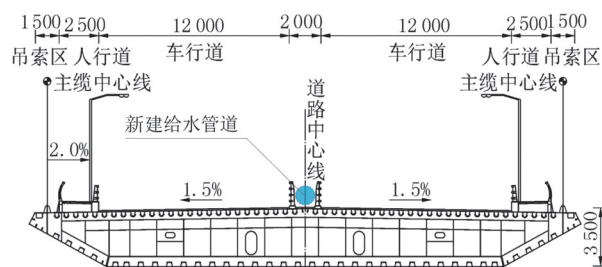 1 500 2 500 12 000 2 000 12 000 2 500 1 500
吊索区 人行道 车行道 车行道 人行道 吊索区
主缆中心线 道路中心线 主缆中心线
新建给水管道
2.0%
1.5% 1.5%
3 500